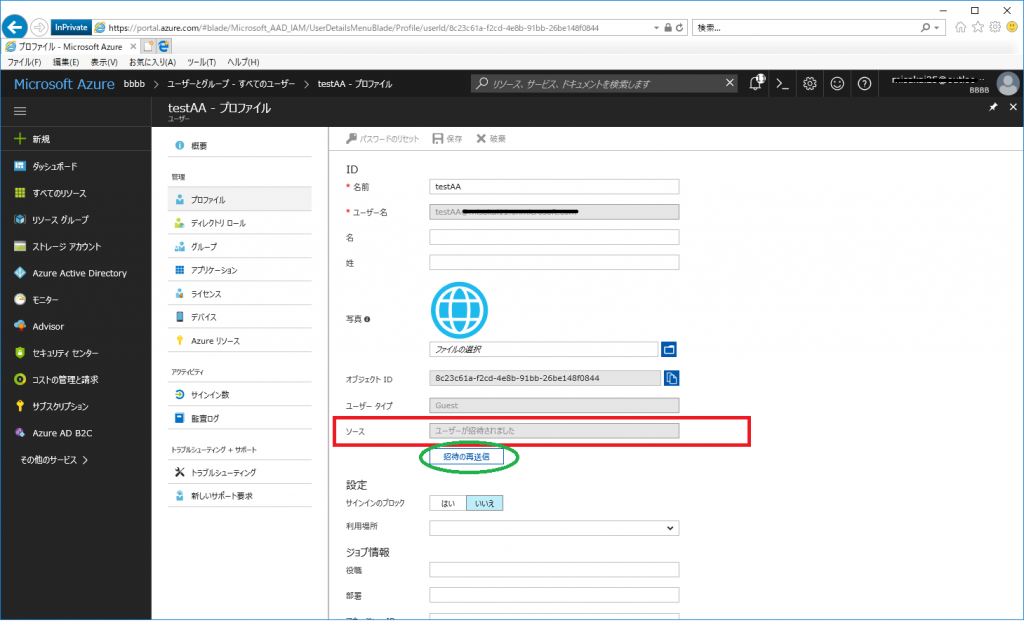 InPrivate https://portal.azure.com/#blade/Microsoft_AAD_IAM/UserDetailsMenuBlade/Profile/userId/8c23c61a-f2cd-4e8b-91bb-26be148f0844 検索...
プロファイル - Microsoft Azure
ファイル(F) 編集(E) 表示(V) お気に入り(A) ツール(T) ヘルプ(H)
Microsoft Azure bbbb > ユーザーとグループ - すべてのユーザー > testAA - プロファイル リソース、サービス、ドキュメントを検索します
BBBB
testAA - プロファイル
ユーザー
新規
ダッシュボード
すべてのリソース
リソース グループ
ストレージ アカウント
Azure Active Directory
モニター
Advisor
セキュリティ センター
コストの管理と請求
サブスクリプション
Azure AD B2C
その他のサービス >
概要
管理
プロファイル
ディレクトリ ロール
グループ
アプリケーション
ライセンス
デバイス
Azure リソース
アクティビティ
サインイン数
監査ログ
トラブルシューティング + サポート
トラブルシューティング
新しいサポート要求
パスワードのリセット 保存 破棄
ID
* 名前 testAA
* ユーザー名 testAA
名
姓
写真
ファイルの選択
オブジェクト ID 8c23c61a-f2cd-4e8b-91bb-26be148f0844
ユーザー タイプ Guest
ソース ユーザーが招待されました
招待の再送信
設定
サインインのブロック はい いいえ
利用場所
ジョブ情報
役職
部署